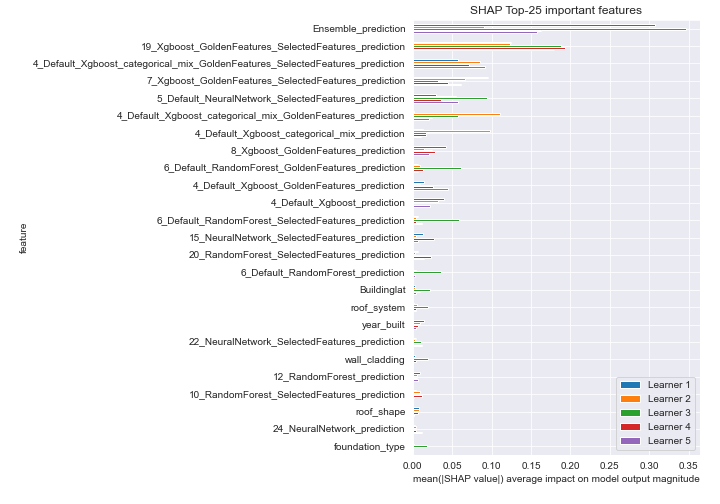 SHAP Top-25 important features
Ensemble_prediction
19_Xgboost_GoldenFeatures_SelectedFeatures_prediction
4_Default_Xgboost_categorical_mix_GoldenFeatures_SelectedFeatures_prediction
7_Xgboost_GoldenFeatures_SelectedFeatures_prediction
5_Default_NeuralNetwork_SelectedFeatures_prediction
4_Default_Xgboost_categorical_mix_GoldenFeatures_prediction
4_Default_Xgboost_categorical_mix_prediction
8_Xgboost_GoldenFeatures_prediction
6_Default_RandomForest_GoldenFeatures_prediction
4_Default_Xgboost_GoldenFeatures_prediction
4_Default_Xgboost_prediction
6_Default_RandomForest_SelectedFeatures_prediction
15_NeuralNetwork_SelectedFeatures_prediction
20_RandomForest_SelectedFeatures_prediction
6_Default_RandomForest_prediction
Buildinglat
roof_system
year_built
22_NeuralNetwork_SelectedFeatures_prediction
wall_cladding
12_RandomForest_prediction
10_RandomForest_SelectedFeatures_prediction
roof_shape
24_NeuralNetwork_prediction
foundation_type
feature
Learner 1
Learner 2
Learner 3
Learner 4
Learner 5
0.00 0.05 0.10 0.15 0.20 0.25 0.30 0.35
mean(|SHAP value|) average impact on model output magnitude